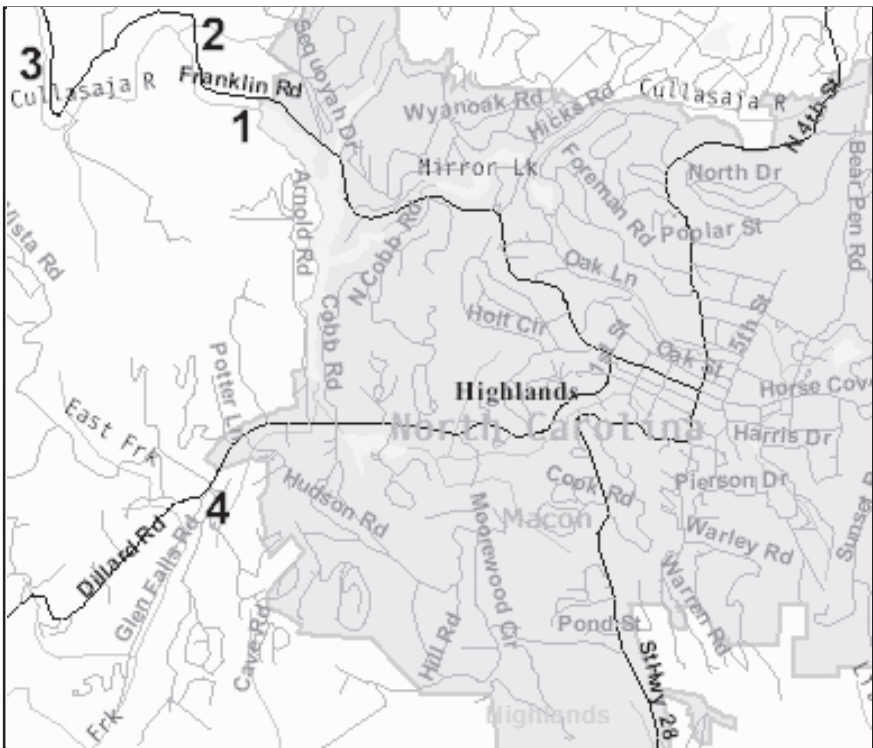 2
3
Cullasaja R
Franklin Rd
1
Sequoyah Dr
Wyanoak Rd
Hicks Rd
Cullasaja R
N 4th St
Mirror Lk
Foreman Rd
North Dr
Bear Pen Rd
Arnold Rd
Vista Rd
N Cobb Rd
Poplar St
Oak Ln
Holt Cir
Cobb Rd
1st St
5th St
Oak St
Potter Ln
Highlands
Horse Cove
North Carolina
Harris Dr
East Frk
Hudson Rd
Cook Rd
Pierson Dr
4
Macon
Moorewood Cir
Warley Rd
Sunset R
Dillard Rd
Glen Falls Rd
Warren Rd
Cave Rd
Hill Rd
Pond St
St Hwy 28
Frk
Highlands